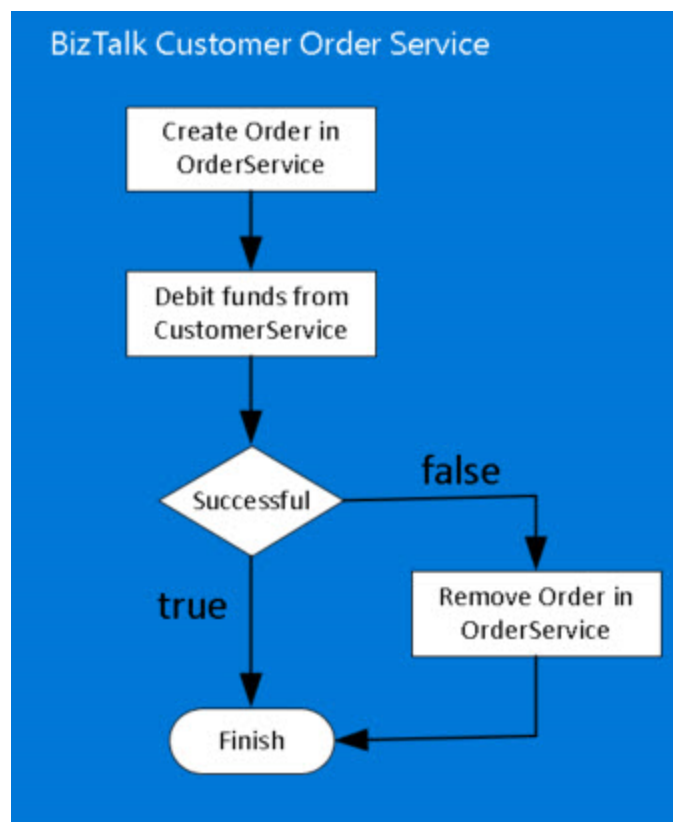 BizTalk Customer Order Service
Create Order in
OrderService
Debit funds from
CustomerService
Successful
false
true
Remove Order in
OrderService
Finish